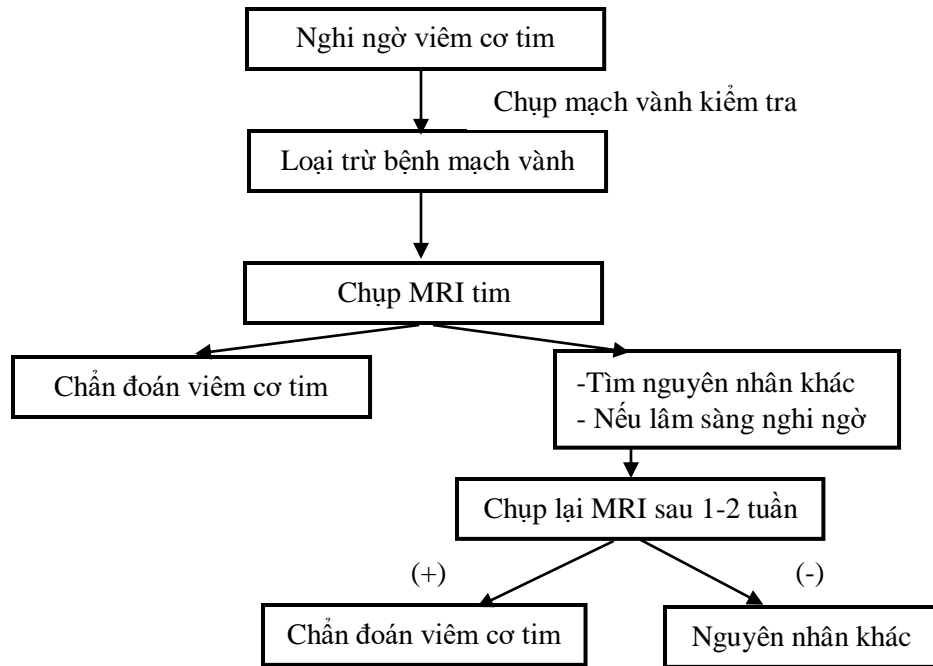 Nghi ngờ viêm cơ tim
Chụp mạch vành kiểm tra
Loại trừ bệnh mạch vành
Chụp MRI tim
Chẩn đoán viêm cơ tim
-Tìm nguyên nhân khác
- Nếu lâm sàng nghi ngờ
Chụp lại MRI sau 1-2 tuần
(+)
(-)
Chẩn đoán viêm cơ tim
Nguyên nhân khác